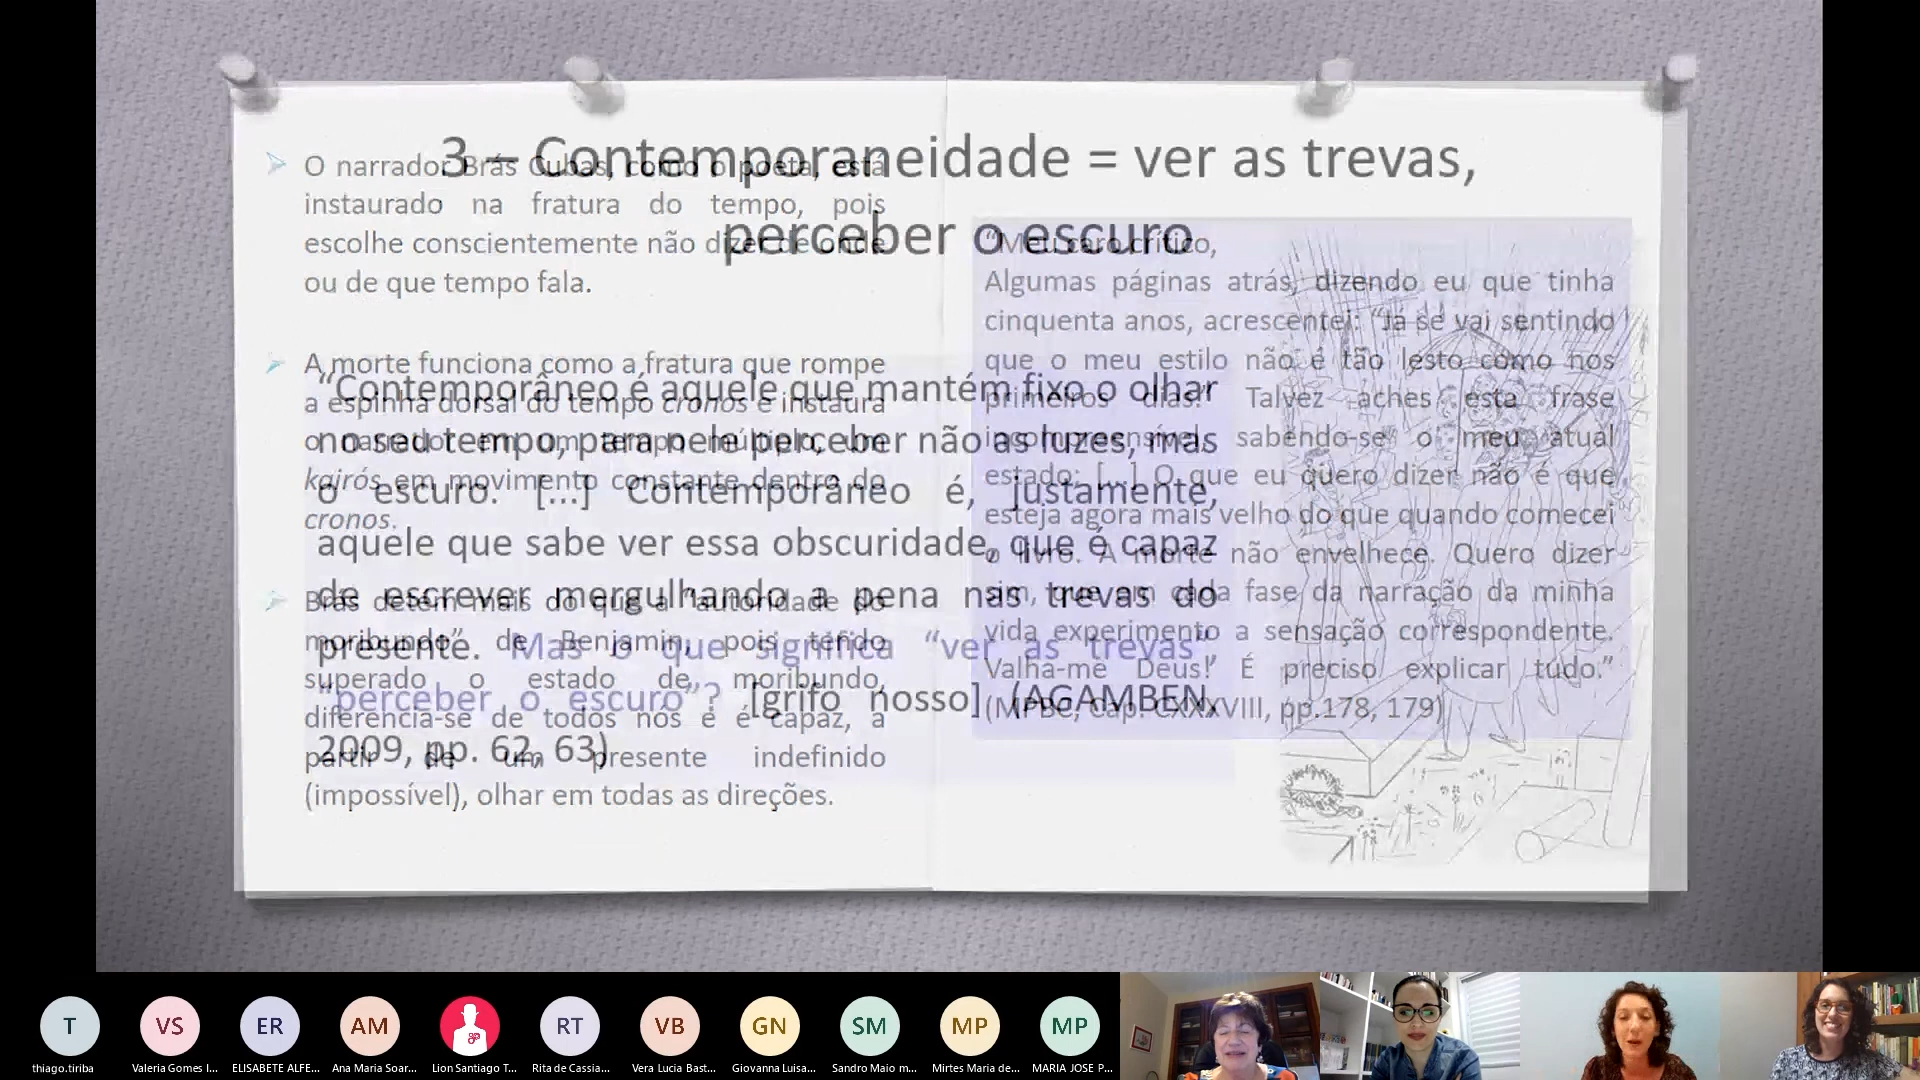 3 – Contemporaneidade = ver as trevas,
perceber o escuro
“Contemporâneo é aquele que mantém fixo o olhar
no seu tempo, para nele perceber não as luzes, mas
o escuro. [...] Contemporâneo é, justamente,
aquele que sabe ver essa obscuridade, que é capaz
de escrever mergulhando a pena nas trevas do
presente. Mas o que significa “ver as trevas”
“perceber o escuro”? [grifo nosso] (AGAMBEN,
2009, pp. 62, 63)
O narrador Brás Cubas, como o poeta, está
instaurado na fratura do tempo, pois
escolhe conscientemente não dizer de onde
ou de que tempo fala.
A morte funciona como a fratura que rompe
a espinha dorsal do tempo cronos e instaura
o narrador em um tempo múltiplo, um
kairós em movimento constante dentro do
cronos.
Brás detém mais do que a “autoridade do
moribundo” de Benjamin, pois tendo
superado o estado de moribundo,
diferencia-se de todos nós e é capaz, a
partir de um presente indefinido
(impossível), olhar em todas as direções.
“Meu caro crítico,
Algumas páginas atrás, dizendo eu que tinha
cinquenta anos, acrescentei: “Já se vai sentindo
que o meu estilo não é tão lesto como nos
primeiros dias.” Talvez aches esta frase
incompreensível, sabendo-se o meu atual
estado; [...] O que eu quero dizer não é que
esteja agora mais velho do que quando comecei
o livro. A morte não envelhece. Quero dizer
sim, que em cada fase da narração da minha
vida experimento a sensação correspondente.
Valha-me Deus! É preciso explicar tudo.”
(MPBC, Cap. CXXXVIII, pp.178, 179)
T
VS
ER
AM
RT
VB
GN
SM
MP
MP
thiago.tiriba
Valeria Gomes I...
ELISABETE ALFE...
Ana Maria Soar...
Lion Santiago T...
Rita de Cassia...
Vera Lucia Bast...
Giovanna Luisa...
Sandro Maio m...
Mirtes Maria de...
MARIA JOSE P...